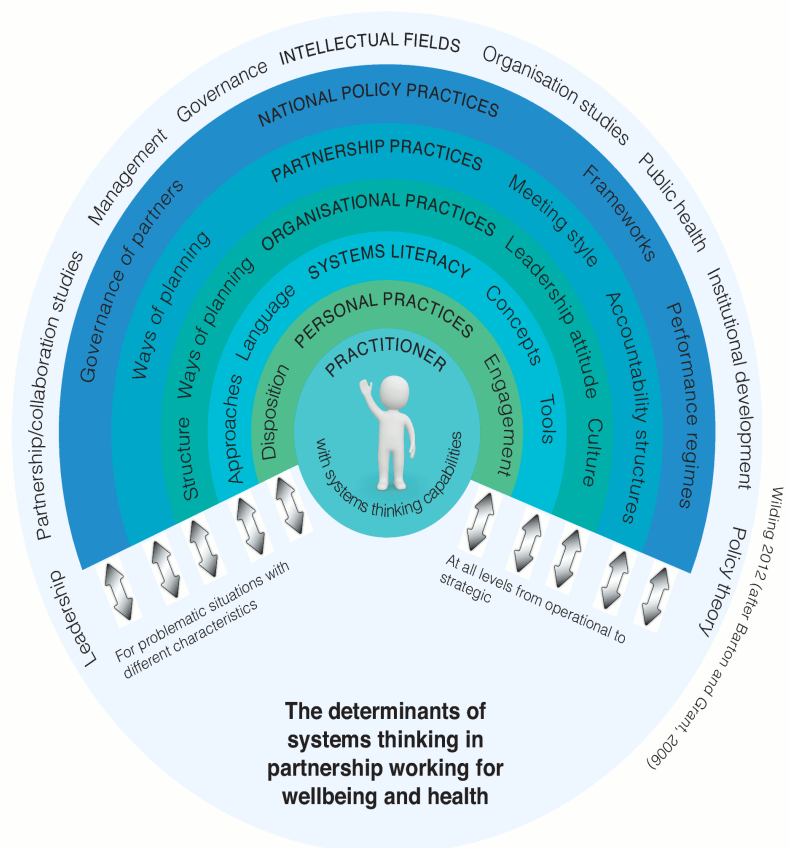 INTELLECTUAL FIELDS
Leadership
Partnership/collaboration studies
Management
Governance
Organisation studies
Public health
Institutional development
Policy theory
NATIONAL POLICY PRACTICES
Governance of partners
Frameworks
Performance regimes
PARTNERSHIP PRACTICES
Ways of planning
Meeting style
Accountability structures
ORGANISATIONAL PRACTICES
Structure
Ways of planning
Leadership attitude
Culture
SYSTEMS LITERACY
Approaches
Language
Concepts
Tools
PERSONAL PRACTICES
Disposition
Engagement
PRACTITIONER
with systems thinking capabilities
For problematic situations with
different characteristics
At all levels from operational to
strategic
Wilding 2012 (after Barton and Grant, 2006)
The determinants of
systems thinking in
partnership working for
wellbeing and health